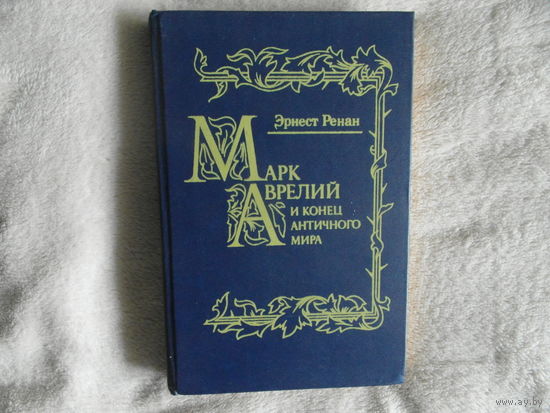 Эрнест Ренан
МАРК
АВРЕЛИЙ
И КОНЕЦ
АНТИЧНОГО
МИРА
www.ay.by